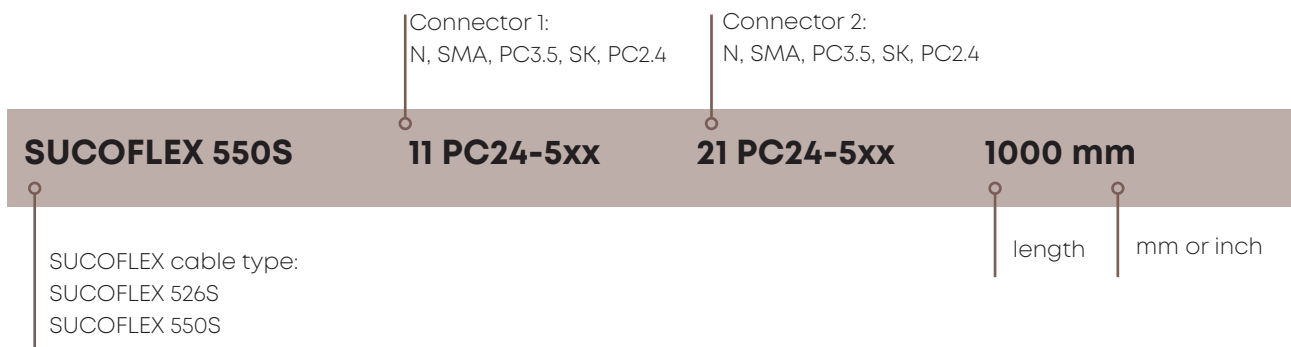 Connector 1:
N, SMA, PC3.5, SK, PC2.4
Connector 2:
N, SMA, PC3.5, SK, PC2.4
SUCOFLEX 550S 11 PC24-5xx 21 PC24-5xx 1000 mm
length
mm or inch
SUCOFLEX cable type:
SUCOFLEX 526S
SUCOFLEX 550S